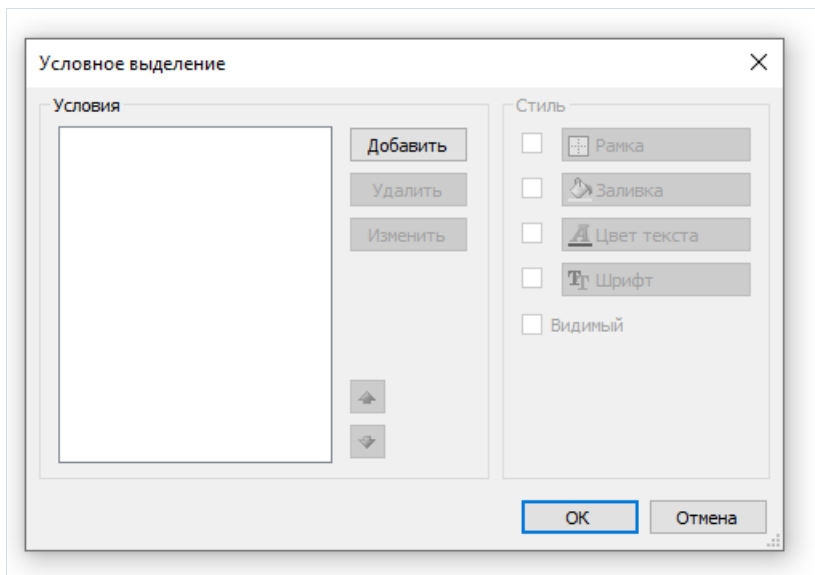 Условное выделение
Условия
Добавить
Удалить
Изменить
Стиль
Рамка
Заливка
Цвет текста
Шрифт
Видимый
OK
Отмена